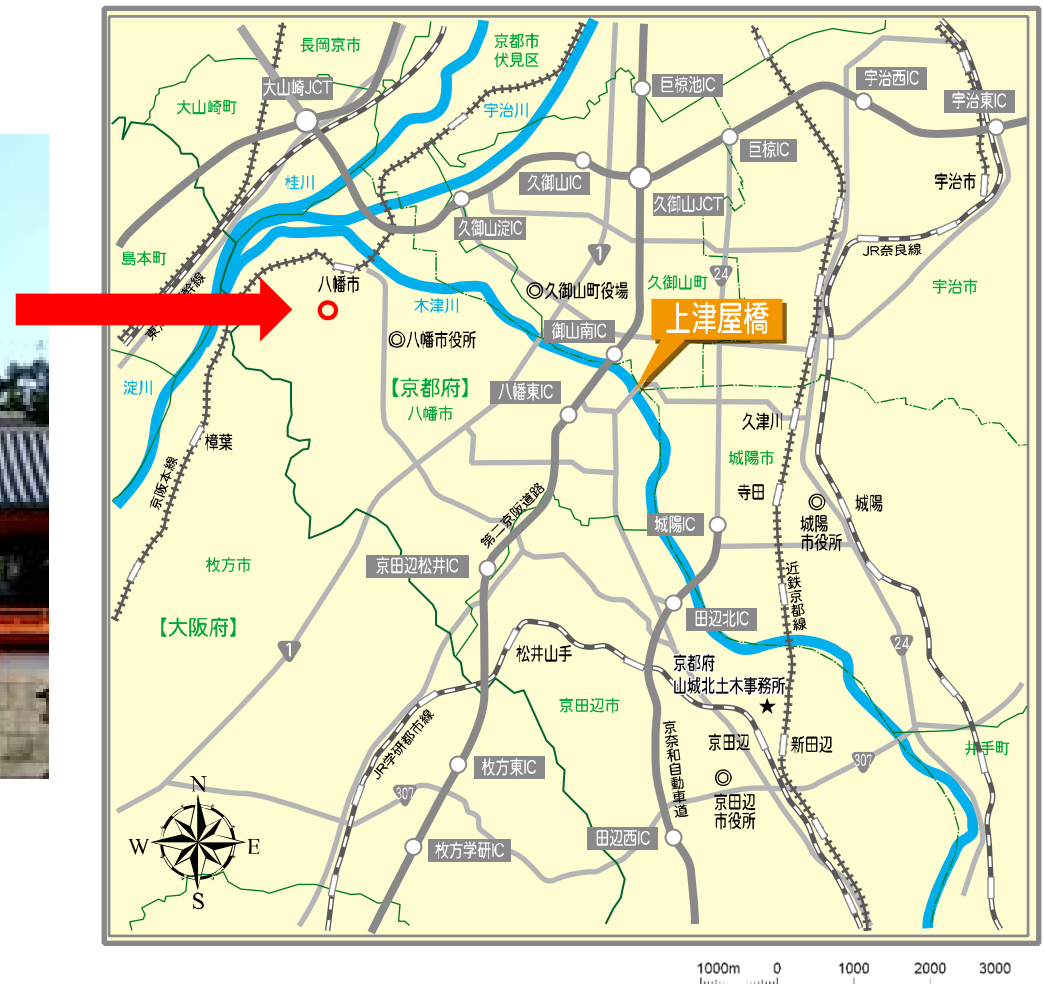 長岡京市
京都市
伏見区
大山崎JCT
大山崎町
宇治川
巨椋池IC
宇治西IC
宇治東IC
巨椋IC
桂川
久御山IC
宇治市
久御山JCT
久御山淀IC
JR奈良線
島本町
1
24
八幡市
久御山町役場
久御山町
宇治市
木津川
上津屋橋
御山南IC
八幡市役所
淀川
【京都府】
八幡市
八幡東IC
久津川
樟葉
城陽市
京阪本線
寺田
城陽
第二京阪道路
城陽IC
城陽
市役所
枚方市
京田辺松井IC
近鉄京都線
【大阪府】
田辺北IC
1
24
松井山手
京都府
山城北土木事務所
京田辺市
JR学研都市線
京奈和自動車道
京田辺
新田辺
井手町
枚方東IC
307
307
京田辺
市役所
N
W
E
S
田辺西IC
枚方学研IC
1000m 0 1000 2000 3000